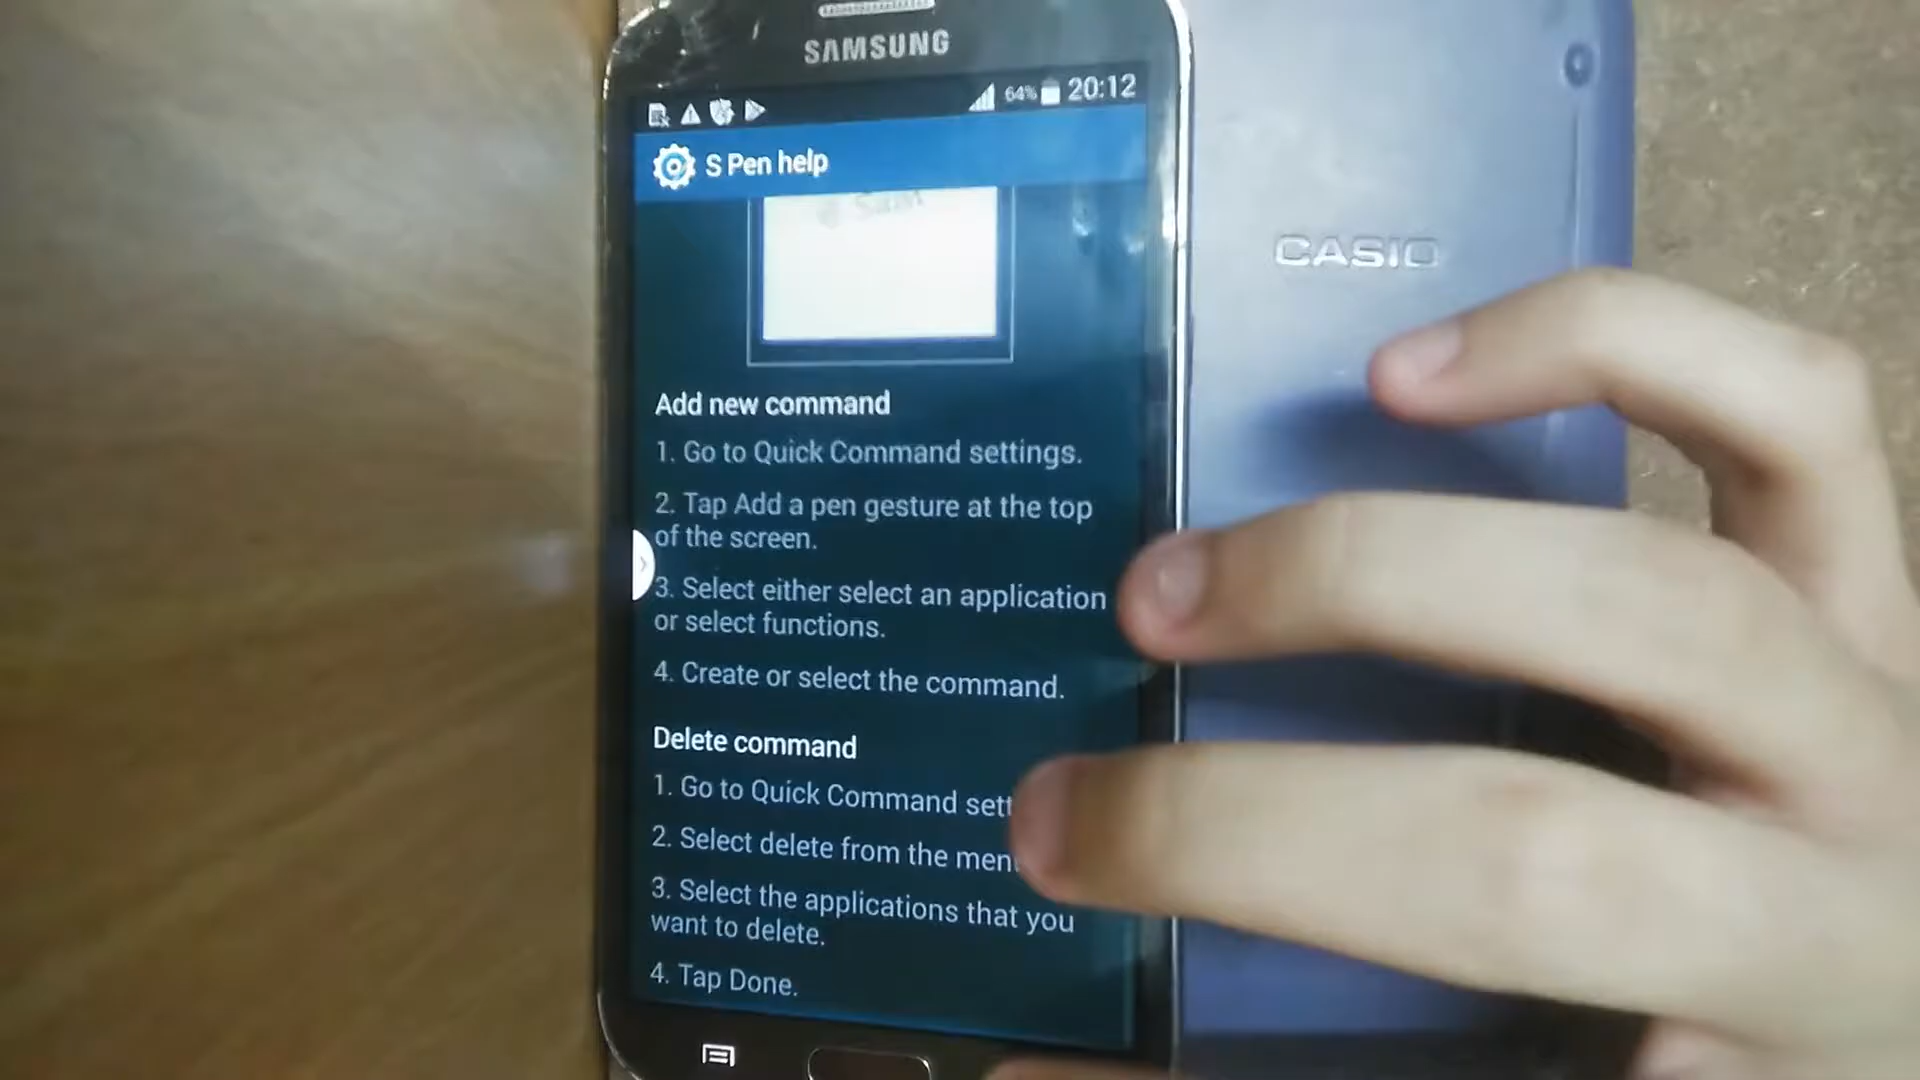 SAMSUNG
64% 20:12
S Pen help
CASIO
Add new command
1. Go to Quick Command settings.
2. Tap Add a pen gesture at the top
of the screen.
3. Select either select an application
or select functions.
4. Create or select the command.
Delete command
1. Go to Quick Command sett
2. Select delete from the men
3. Select the applications that you
want to delete.
4. Tap Done.